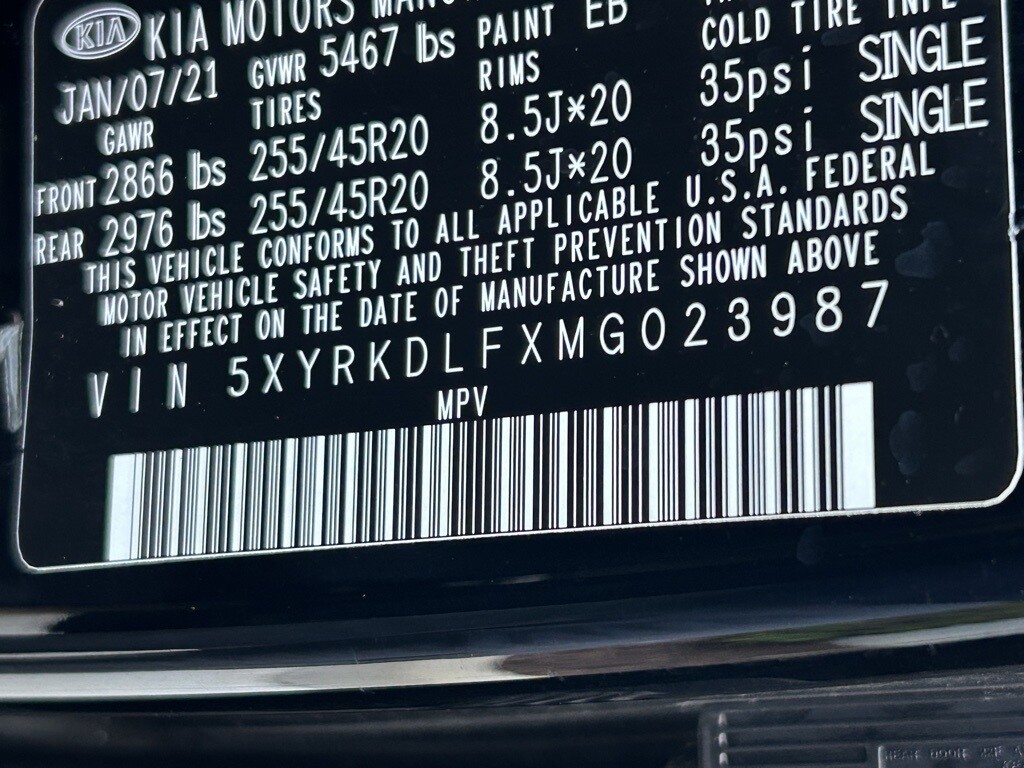 KIA KIA MOTORS
JAN/07/21 GVWR 5467 lbs PAINT EB
GAWR TIRES RIMS COLD TIRE
FRONT 2866 lbs 255/45R20 8.5J*20 35psi SINGLE
REAR 2976 lbs 255/45R20 8.5J*20 35psi SINGLE
THIS VEHICLE CONFORMS TO ALL APPLICABLE U.S.A. FEDERAL
MOTOR VEHICLE SAFETY AND THEFT PREVENTION STANDARDS
IN EFFECT ON THE DATE OF MANUFACTURE SHOWN ABOVE
VIN 5XYRKDLFXMG023987
MPV